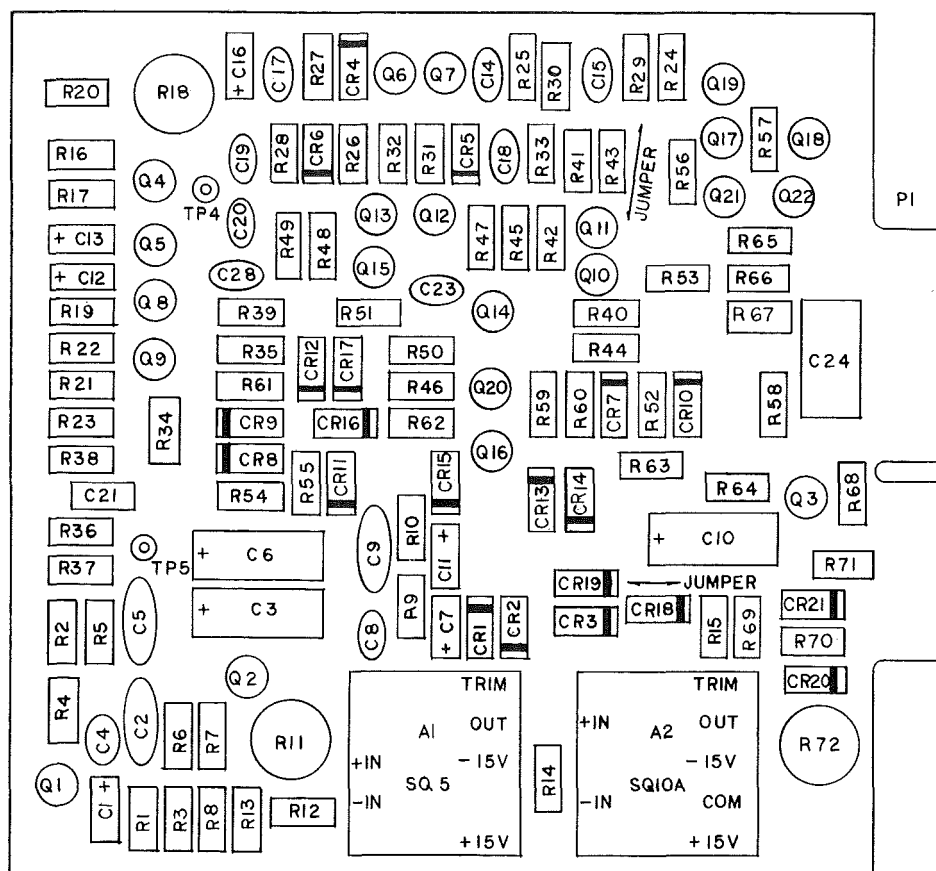 + C16
C17
R27
CR4
Q6
Q7
C14
R25
R30
C15
R29
R24
R20
R18
Q19
C19
R28
CR6
R26
R32
R31
CR5
C18
R33
R41
R43
JUMPER
R56
Q17
R57
Q18
R16
Q4
TP4
R17
C20
R49
R48
Q13
Q12
R47
R45
R42
Q11
Q21
Q22
P1
+ C13
Q5
C28
Q15
C23
Q10
R65
+ C12
Q8
R53
R66
R19
R39
R51
Q14
R40
R67
C24
R22
Q9
R35
CR12
CR17
R50
R44
R21
R61
R46
Q20
R59
R60
CR7
R52
CR10
R58
R23
R34
CR9
CR16
R62
R38
CR8
R55
CR11
CR15
Q16
CR13
CR14
R63
C21
R54
R64
Q3
R68
R36
TP5
+ C6
C9
R10
C11 +
+ C10
R37
R71
+ C3
R9
CR19
JUMPER
R2
R5
C5
C8
+ C7
CR1
CR2
CR3
CR18
R15
R69
CR21
R70
CR20
R4
C4
C2
R6
R7
Q2
R11
TRIM
A1
OUT
+IN
-15V
SQ 5
-IN
+15V
R14
TRIM
+IN
A2
OUT
-15V
-IN
SQ10A
COM
+15V
R72
Q1
C1 +
R1
R3
R8
R13
R12